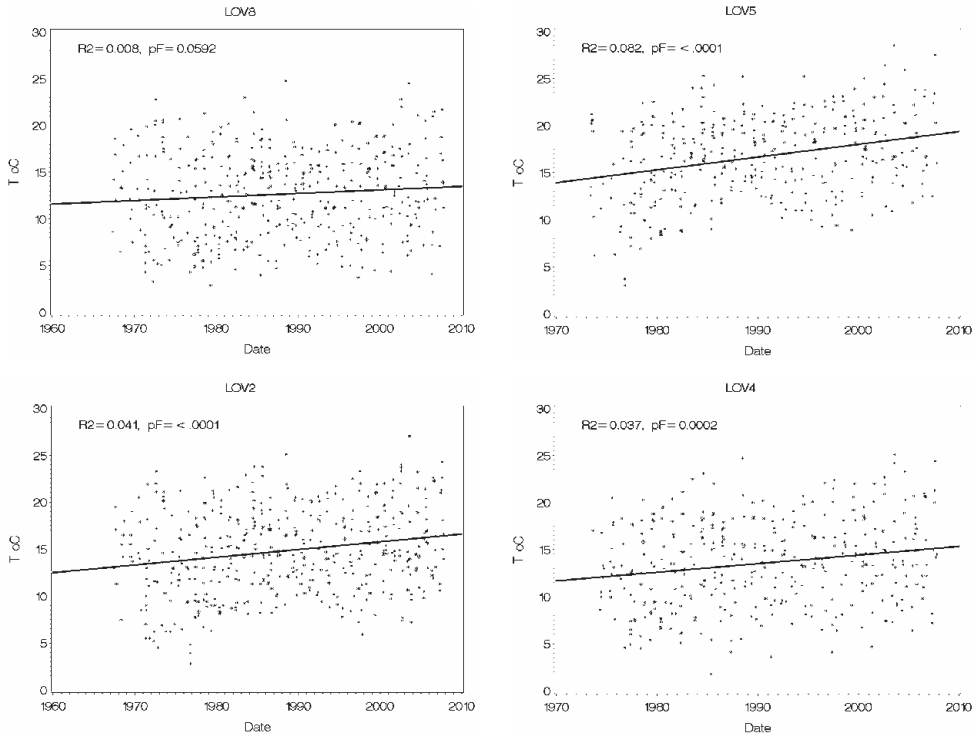 LOV8
R2=0.008, pF=0.0592
30
25
20
15
10
5
0
T oC
1960 1970 1980 1990 2000 2010
Date
LOV5
R2=0.082, pF=<.0001
30
25
20
15
10
5
0
T oC
1970 1980 1990 2000 2010
Date
LOV2
R2=0.041, pF=<.0001
30
25
20
15
10
5
0
T oC
1960 1970 1980 1990 2000 2010
Date
LOV4
R2=0.037, pF=0.0002
30
25
20
15
10
5
0
T oC
1970 1980 1990 2000 2010
Date